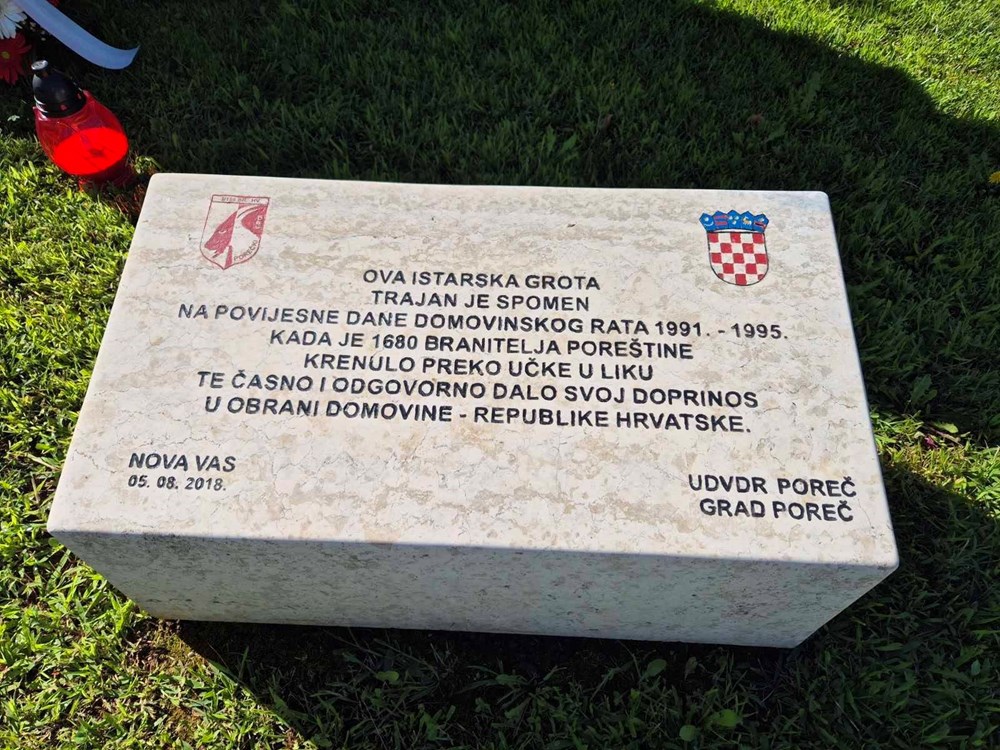 OVA ISTARSKA GROTA
TRAJAN JE SPOMEN
NA POVIJESNE DANE DOMOVINSKOG RATA 1991. - 1995.
KADA JE 1680 BRANITELJA POREŠTINE
KRENULO PREKO UČKE U LIKU
TE ČASNO I ODGOVORNO DALO SVOJ DOPRINOS
U OBRANI DOMOVINE - REPUBLIKE HRVATSKE.
NOVA VAS
05. 08. 2018.
UDVDR POREČ
GRAD POREČ